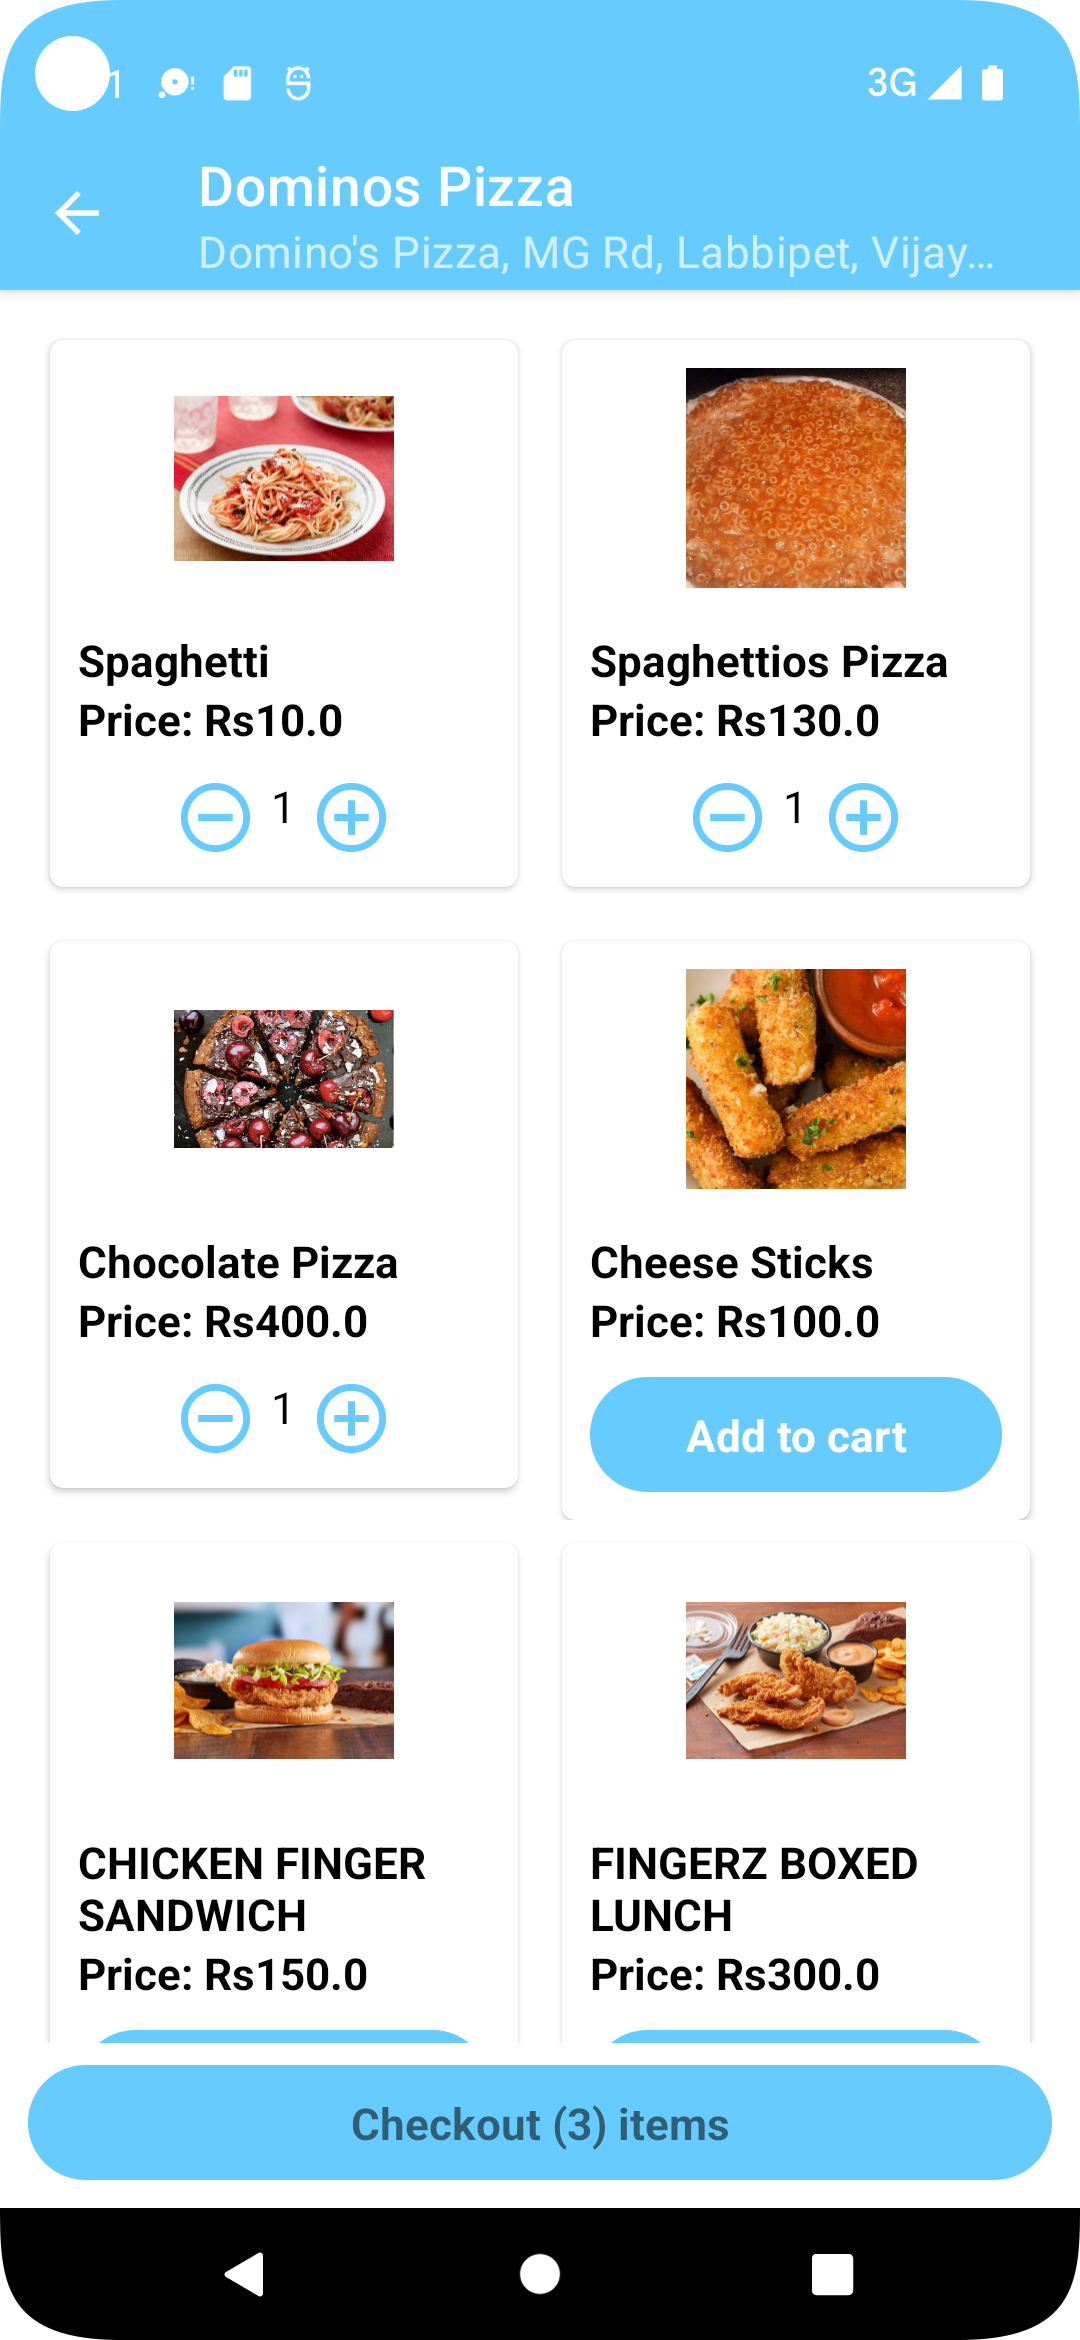 1
3G
Dominos Pizza
Domino's Pizza, MG Rd, Labbipet, Vijay...
Spaghetti
Price: Rs10.0
1
Spaghettios Pizza
Price: Rs130.0
1
Chocolate Pizza
Price: Rs400.0
1
Cheese Sticks
Price: Rs100.0
Add to cart
CHICKEN FINGER
SANDWICH
Price: Rs150.0
FINGERZ BOXED
LUNCH
Price: Rs300.0
Checkout (3) items